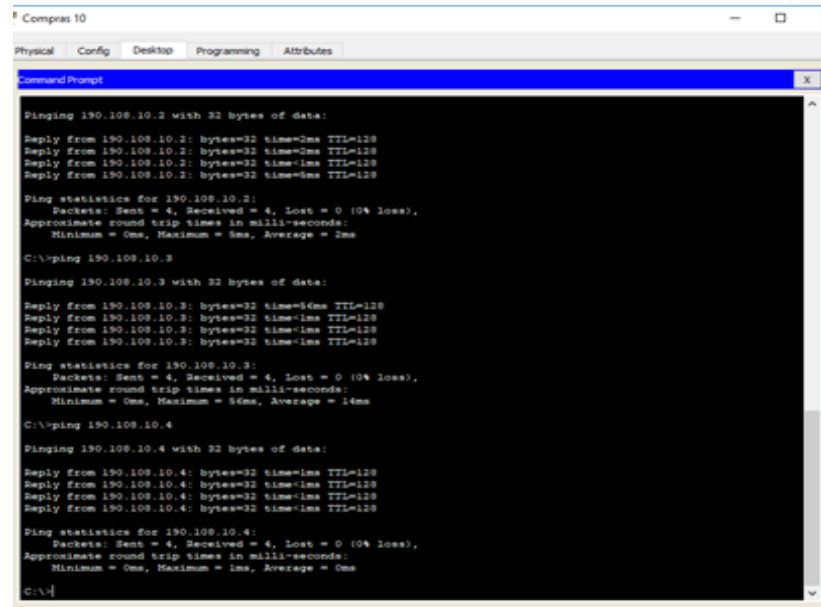 Compras 10
Physical Config Desktop Programming Attributes
Command Prompt X
Pinging 190.108.10.2 with 32 bytes of data:
Reply from 190.108.10.2: bytes=32 time=2ms TTL=128
Reply from 190.108.10.2: bytes=32 time=2ms TTL=128
Reply from 190.108.10.2: bytes=32 time<1ms TTL=128
Reply from 190.108.10.2: bytes=32 time=5ms TTL=128
Ping statistics for 190.108.10.2:
Packets: Sent = 4, Received = 4, Lost = 0 (0% loss),
Approximate round trip times in milli-seconds:
Minimum = 0ms, Maximum = 5ms, Average = 2ms
C:\>ping 190.108.10.3
Pinging 190.108.10.3 with 32 bytes of data:
Reply from 190.108.10.3: bytes=32 time=56ms TTL=128
Reply from 190.108.10.3: bytes=32 time<1ms TTL=128
Reply from 190.108.10.3: bytes=32 time<1ms TTL=128
Reply from 190.108.10.3: bytes=32 time<1ms TTL=128
Ping statistics for 190.108.10.3:
Packets: Sent = 4, Received = 4, Lost = 0 (0% loss),
Approximate round trip times in milli-seconds:
Minimum = 0ms, Maximum = 56ms, Average = 14ms
C:\>ping 190.108.10.4
Pinging 190.108.10.4 with 32 bytes of data:
Reply from 190.108.10.4: bytes=32 time=1ms TTL=128
Reply from 190.108.10.4: bytes=32 time<1ms TTL=128
Reply from 190.108.10.4: bytes=32 time<1ms TTL=128
Reply from 190.108.10.4: bytes=32 time<1ms TTL=128
Ping statistics for 190.108.10.4:
Packets: Sent = 4, Received = 4, Lost = 0 (0% loss),
Approximate round trip times in milli-seconds:
Minimum = 0ms, Maximum = 1ms, Average = 0ms
C:\>